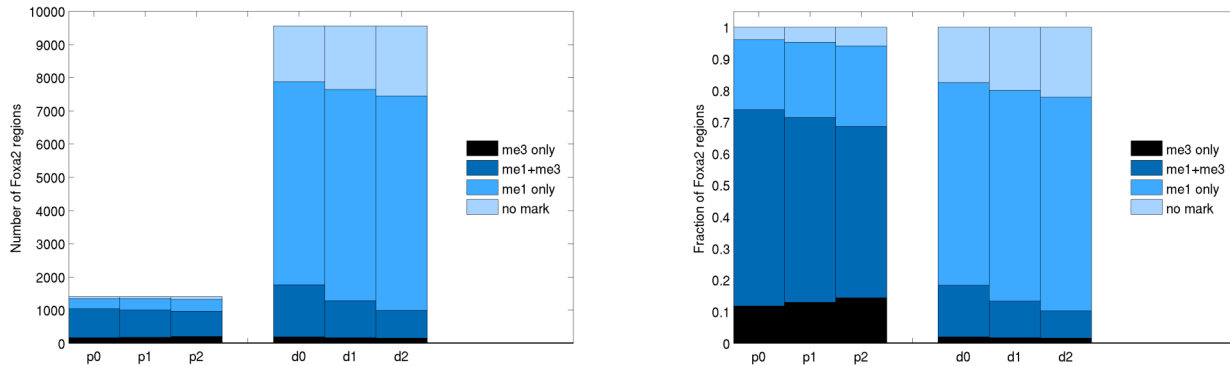 Number of Foxa2 regions
10000
9000
8000
7000
6000
5000
4000
3000
2000
1000
0
p0 p1 p2 d0 d1 d2
me3 only
me1+me3
me1 only
no mark
Fraction of Foxa2 regions
1
0.9
0.8
0.7
0.6
0.5
0.4
0.3
0.2
0.1
0
p0 p1 p2 d0 d1 d2
me3 only
me1+me3
me1 only
no mark